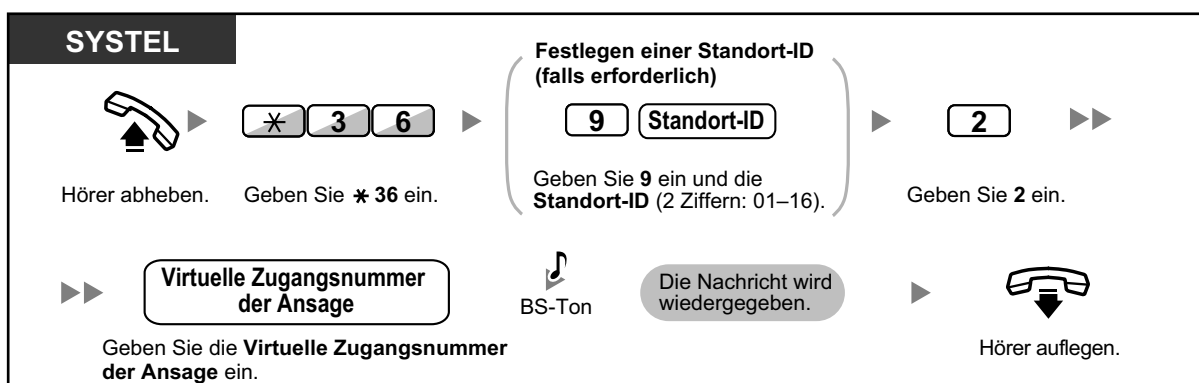 SYSTEL
Festlegen einer Standort-ID
(falls erforderlich)
* 3 6
9 Standort-ID
2
Hörer abheben.
Geben Sie * 36 ein.
Geben Sie 9 ein und die
Standort-ID (2 Ziffern: 01–16).
Geben Sie 2 ein.
Virtuelle Zugangsnummer
der Ansage
BS-Ton
Die Nachricht wird
wiedergegeben.
Geben Sie die Virtuelle Zugangsnummer
der Ansage ein.
Hörer auflegen.